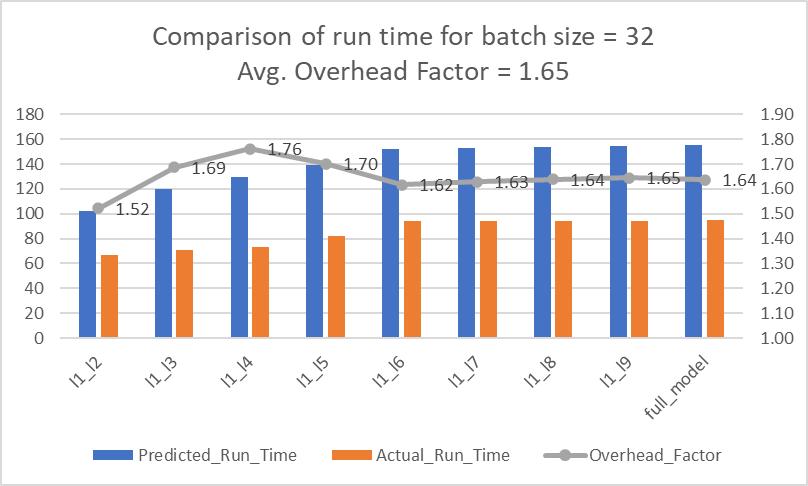 Comparison of run time for batch size = 32
Avg. Overhead Factor = 1.65
180 1.90
160 1.80
140 1.70
120 1.60
100 1.50
80 1.40
60 1.30
40 1.20
20 1.10
0 1.00
1.52 1.69 1.76 1.70 1.62 1.63 1.64 1.65 1.64
l1_l2 l1_l3 l1_l4 l1_l5 l1_l6 l1_l7 l1_l8 l1_l9 full_model
Predicted_Run_Time Actual_Run_Time Overhead_Factor